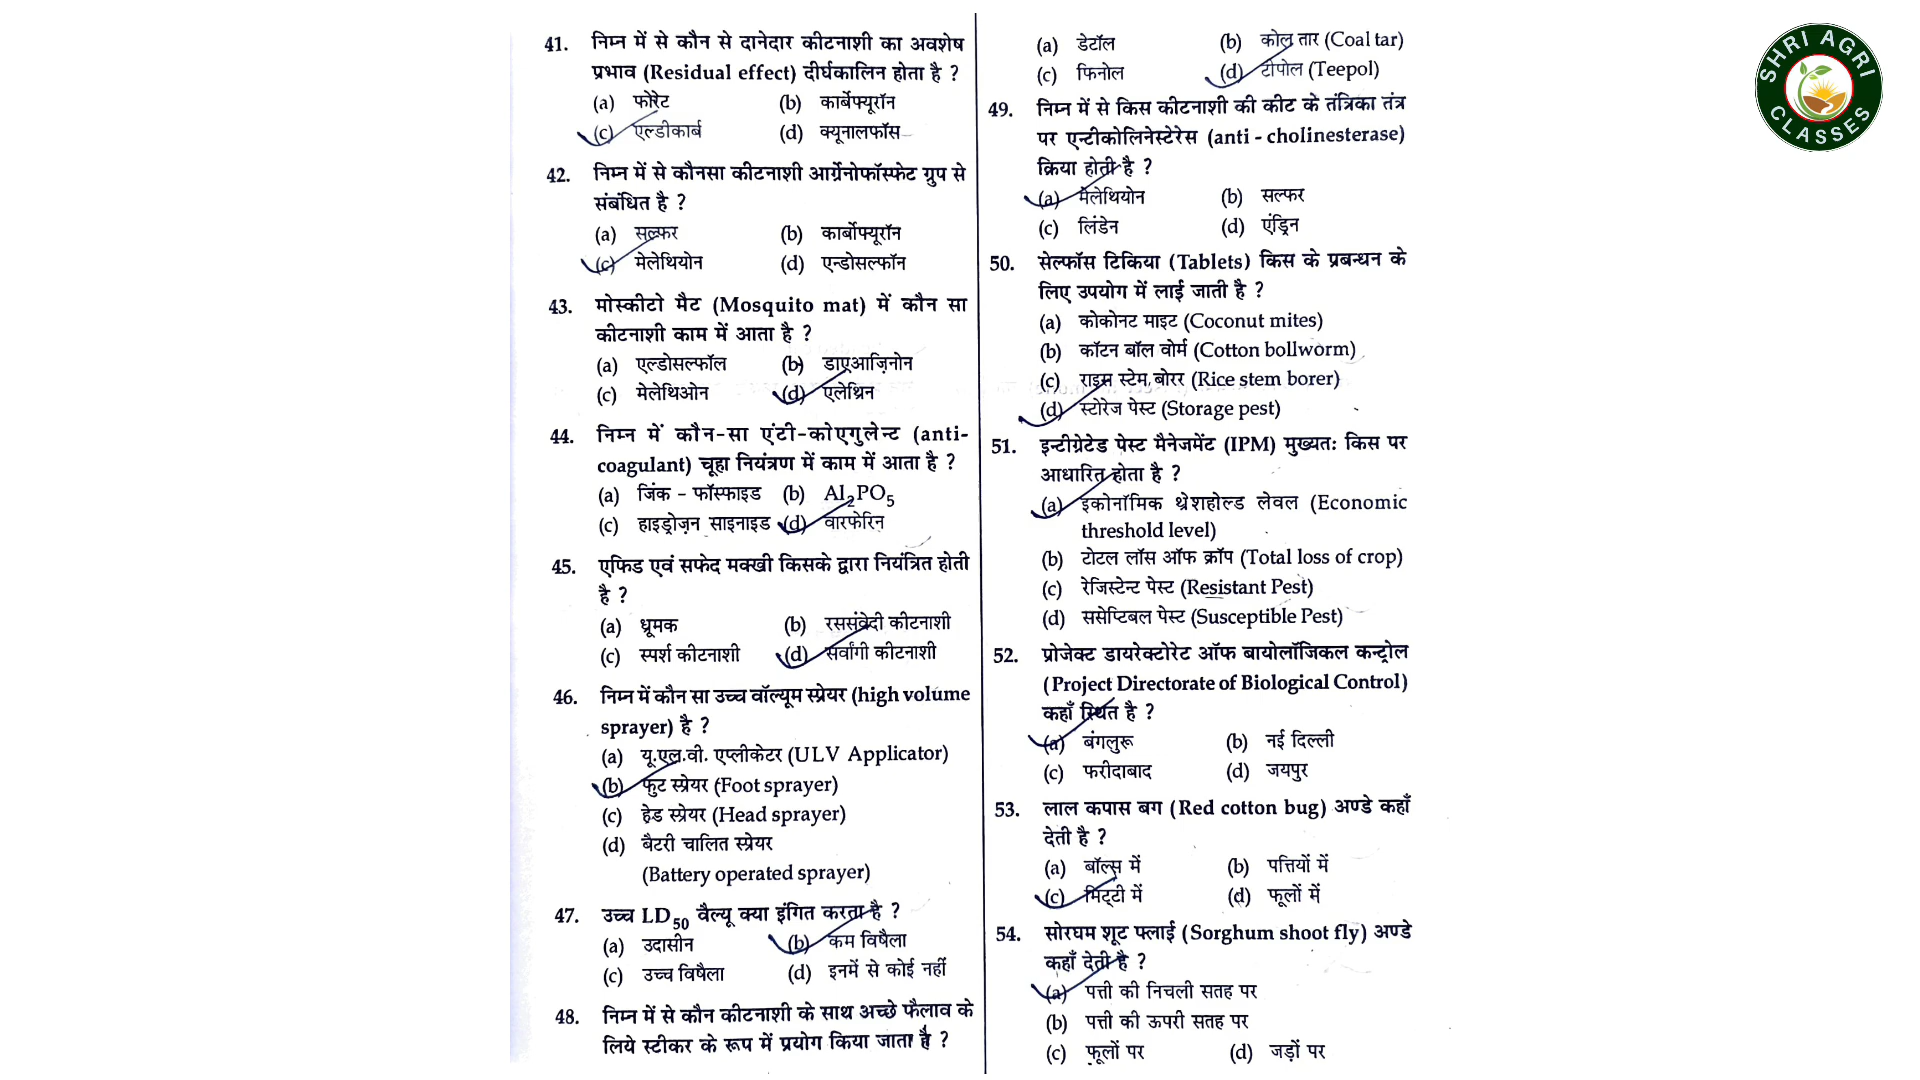 41. निम्न में से कौन से दानेदार कीटनाशी का अवशेष
प्रभाव (Residual effect) दीर्घकालिन होता है ?
(a) फोरेट (b) कार्बेफ्यूरॉन
(c) एल्डीकार्ब (d) क्यूनालफॉस
42. निम्न में से कौनसा कीटनाशी आर्ग्रेनोफॉस्फेट ग्रुप से
संबंधित है ?
(a) सल्फर (b) कार्बोफ्यूरॉन
(c) मेलेथियोन (d) एन्डोसल्फॉन
43. मोस्कीटो मैट (Mosquito mat) में कौन सा
कीटनाशी काम में आता है ?
(a) एल्डोसल्फॉल (b) डाएआज़िनोन
(c) मेलेथिओन (d) एलेथ्रिन
44. निम्न में कौन-सा एंटी-कोएगुलेन्ट (anti-
coagulant) चूहा नियंत्रण में काम में आता है ?
(a) जिंक - फॉस्फाइड (b) AI2PO5
(c) हाइड्रोज़न साइनाइड (d) वारफेरिन
45. एफिड एवं सफेद मक्खी किसके द्वारा नियंत्रित होती
है ?
(a) ध्रूमक (b) रससंवेदी कीटनाशी
(c) स्पर्श कीटनाशी (d) सर्वांगी कीटनाशी
46. निम्न में कौन सा उच्च वॉल्यूम स्प्रेयर (high volume
sprayer) है ?
(a) यू.एल.वी. एप्लीकेटर (ULV Applicator)
(b) फुट स्प्रेयर (Foot sprayer)
(c) हेड स्प्रेयर (Head sprayer)
(d) बैटरी चालित स्प्रेयर
(Battery operated sprayer)
47. उच्च LD50 वैल्यू क्या इंगित करता है ?
(a) उदासीन (b) कम विषैला
(c) उच्च विषैला (d) इनमें से कोई नहीं
48. निम्न में से कौन कीटनाशी के साथ अच्छे फैलाव के
लिये स्टीकर के रूप में प्रयोग किया जाता है ?
(a) डेटॉल (b) कोल तार (Coal tar)
(c) फिनोल (d) टीपोल (Teepol)
49. निम्न में से किस कीटनाशी की कीट के तंत्रिका तंत्र
पर एन्टीकोलिनेस्टेरेस (anti - cholinesterase)
क्रिया होती है ?
(a) मेलेथियोन (b) सल्फर
(c) लिंडेन (d) एंड्रिन
50. सेल्फॉस टिकिया (Tablets) किस के प्रबन्धन के
लिए उपयोग में लाई जाती है ?
(a) कोकोनट माइट (Coconut mites)
(b) कॉटन बॉल वोर्म (Cotton bollworm)
(c) राइस स्टेम बोरर (Rice stem borer)
(d) स्टोरेज पेस्ट (Storage pest)
51. इन्टीग्रेटेड पेस्ट मैनेजमेंट (IPM) मुख्यतः किस पर
आधारित होता है ?
(a) इकोनॉमिक थ्रेशहोल्ड लेवल (Economic
threshold level)
(b) टोटल लॉस ऑफ क्रॉप (Total loss of crop)
(c) रेजिस्टेन्ट पेस्ट (Resistant Pest)
(d) ससेप्टिबल पेस्ट (Susceptible Pest)
52. प्रोजेक्ट डायरेक्टोरेट ऑफ बायोलॉजिकल कन्ट्रोल
(Project Directorate of Biological Control)
कहाँ स्थित है ?
(a) बंगलुरू (b) नई दिल्ली
(c) फरीदाबाद (d) जयपुर
53. लाल कपास बग (Red cotton bug) अण्डे कहाँ
देती है ?
(a) बॉल्स में (b) पत्तियों में
(c) मिट्टी में (d) फूलों में
54. सोरघम शूट फ्लाई (Sorghum shoot fly) अण्डे
कहाँ देती है ?
(a) पत्ती की निचली सतह पर
(b) पत्ती की ऊपरी सतह पर
(c) फूलों पर (d) जड़ों पर
SHRI AGRI
CLASSES